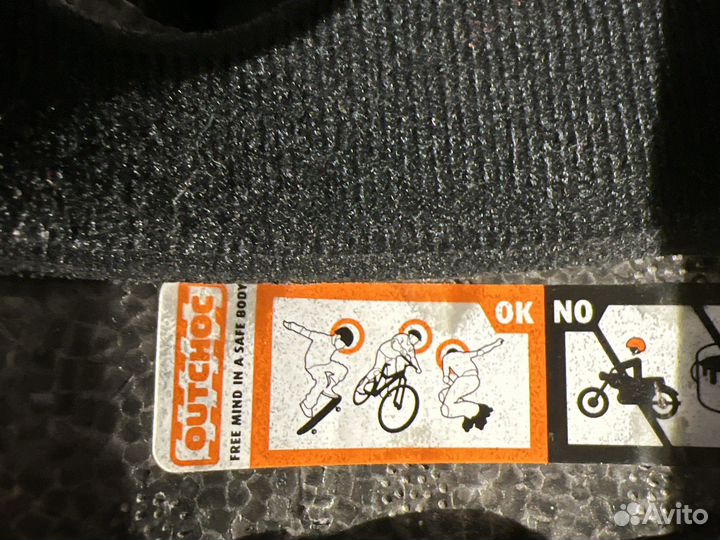 OUTCHOC
FREE MIND IN A SAFE BODY
OK
NO
Avito